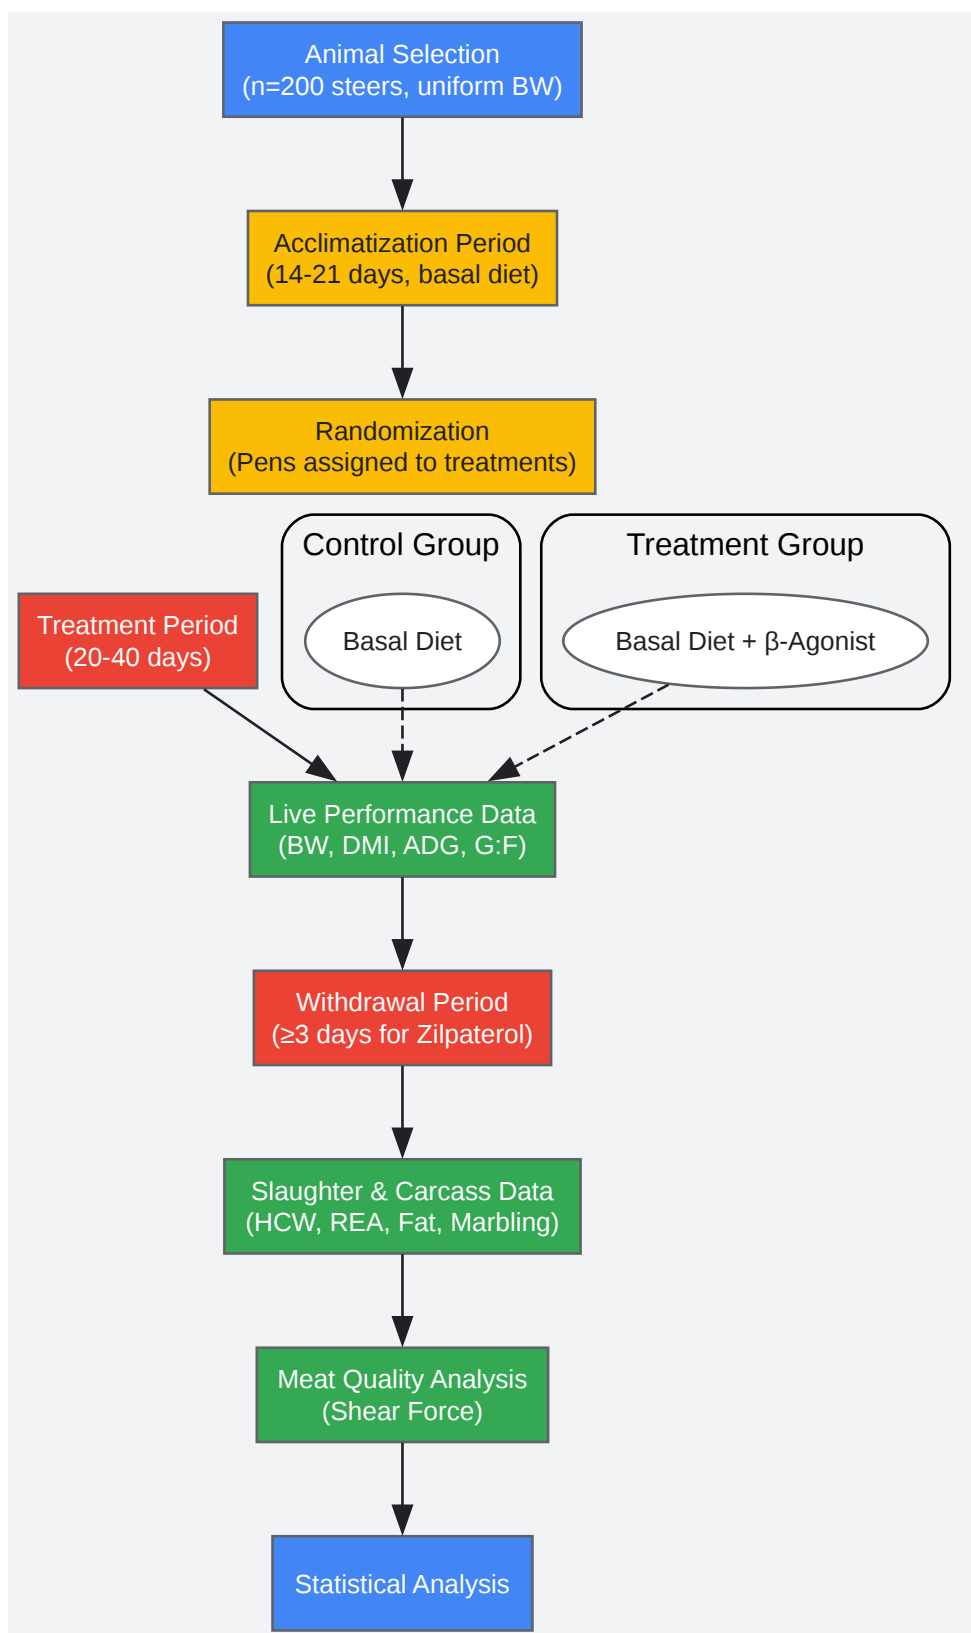 Animal Selection
(n=200 steers, uniform BW)
Acclimatization Period
(14-21 days, basal diet)
Randomization
(Pens assigned to treatments)
Control Group
Treatment Group
Treatment Period
(20-40 days)
Basal Diet
Basal Diet + β-Agonist
Live Performance Data
(BW, DMI, ADG, G:F)
Withdrawal Period
(≥3 days for Zilpaterol)
Slaughter & Carcass Data
(HCW, REA, Fat, Marbling)
Meat Quality Analysis
(Shear Force)
Statistical Analysis